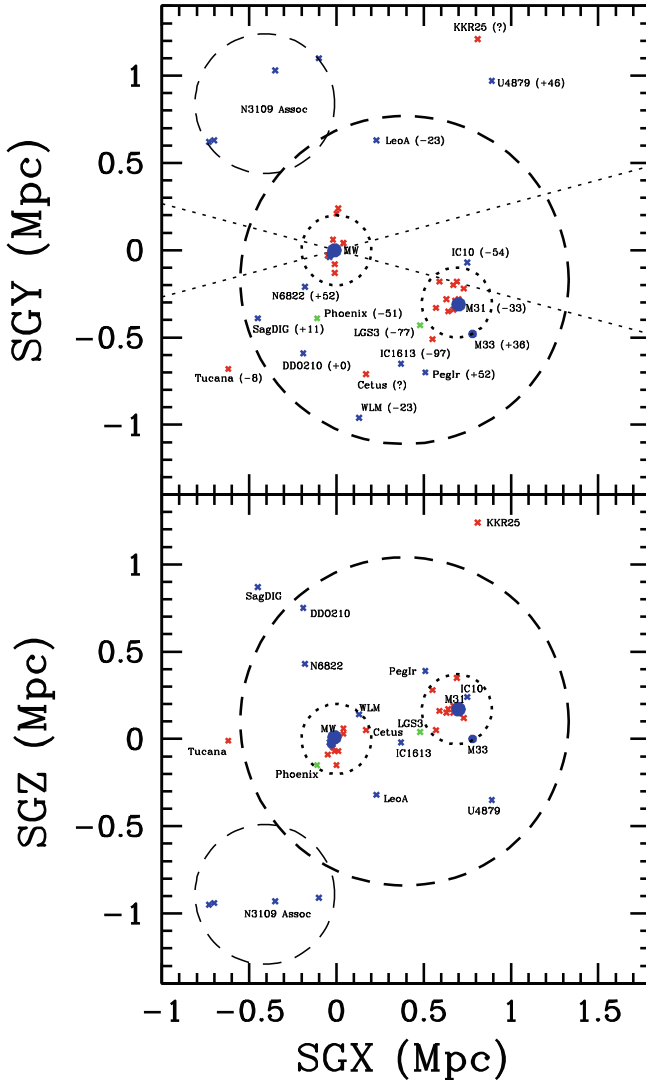 KKR25 (?)
1
U4879 (+46)
N3109 Assoc
LeoA (−23)
0.5
SGY (Mpc)
0
MW
IC10 (−54)
N6822 (+52)
Phoenix (−51)
M31 (−33)
SagDIG (+11)
LGS3 (−77)
M33 (+36)
−0.5
DDO210 (+0)
IC1613 (−97)
Tucana (−8)
Cetus (?)
PegIr (+52)
WLM (−23)
−1
KKR25
1
SagDIG
DDO210
0.5
N6822
PegIr
IC10
M31
SGZ (Mpc)
WLM
LGS3
MW
Cetus
0
Tucana
IC1613
M33
Phoenix
LeoA
U4879
−0.5
N3109 Assoc
−1
−1 −0.5 0 0.5 1 1.5
SGX (Mpc)